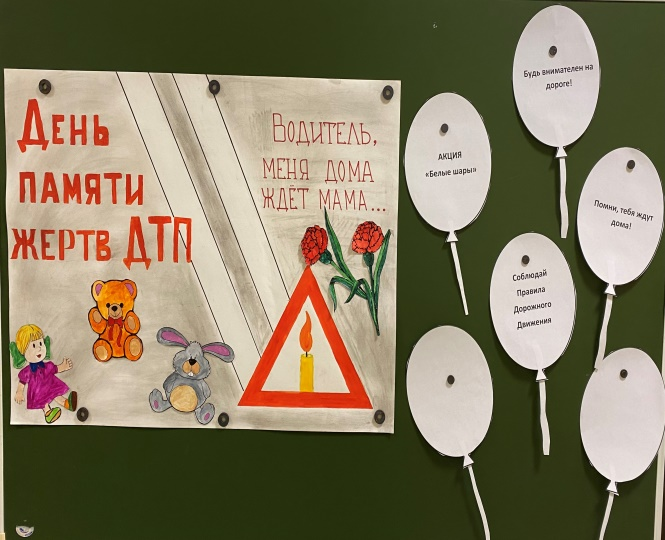 День
памяти
жертв ДТП
Водитель,
меня дома
ждёт мама...
Будь внимателен на
дороге!
АКЦИЯ
«Белые шары»
Помни, тебя ждут
дома!
Соблюдай
Правила
Дорожного
Движения